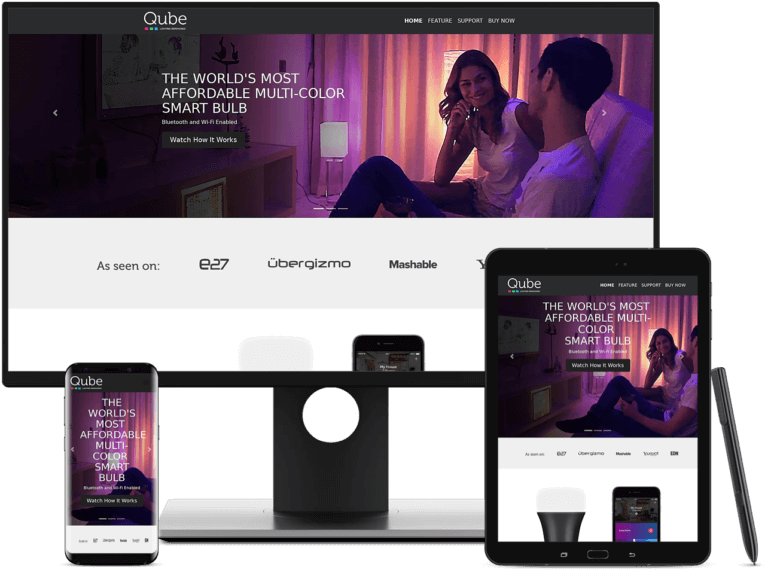 Qube
HOME FEATURE SUPPORT BUY NOW
THE WORLD'S MOST
AFFORDABLE MULTI-COLOR
SMART BULB
Bluetooth and Wi-Fi Enabled
Watch How It Works
As seen on: e27 übergizmo Mashable Y
Qube
HOME FEATURE SUPPORT BUY NOW
THE WORLD'S MOST
AFFORDABLE MULTI-
COLOR
SMART BULB
Bluetooth and Wi-Fi Enabled
Watch How It Works
As seen on: e27 übergizmo Mashable
Qube
THE
WORLD'S
MOST
AFFORDABLE
MULTI-
COLOR
SMART
BULB
Bluetooth and Wi-Fi Enabled
Watch How It Works